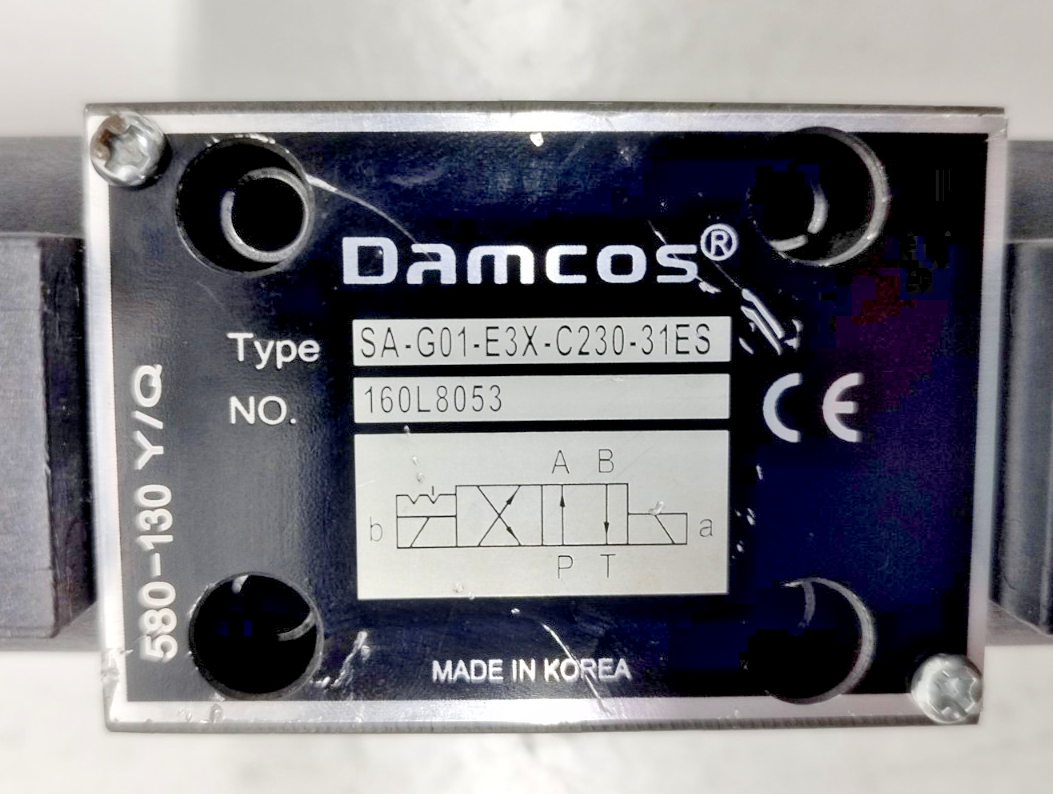 Damcos®
Type SA-G01-E3X-C230-31ES
NO. 160L8053
CE
A B
b a
P T
580-130 Y/Q
MADE IN KOREA